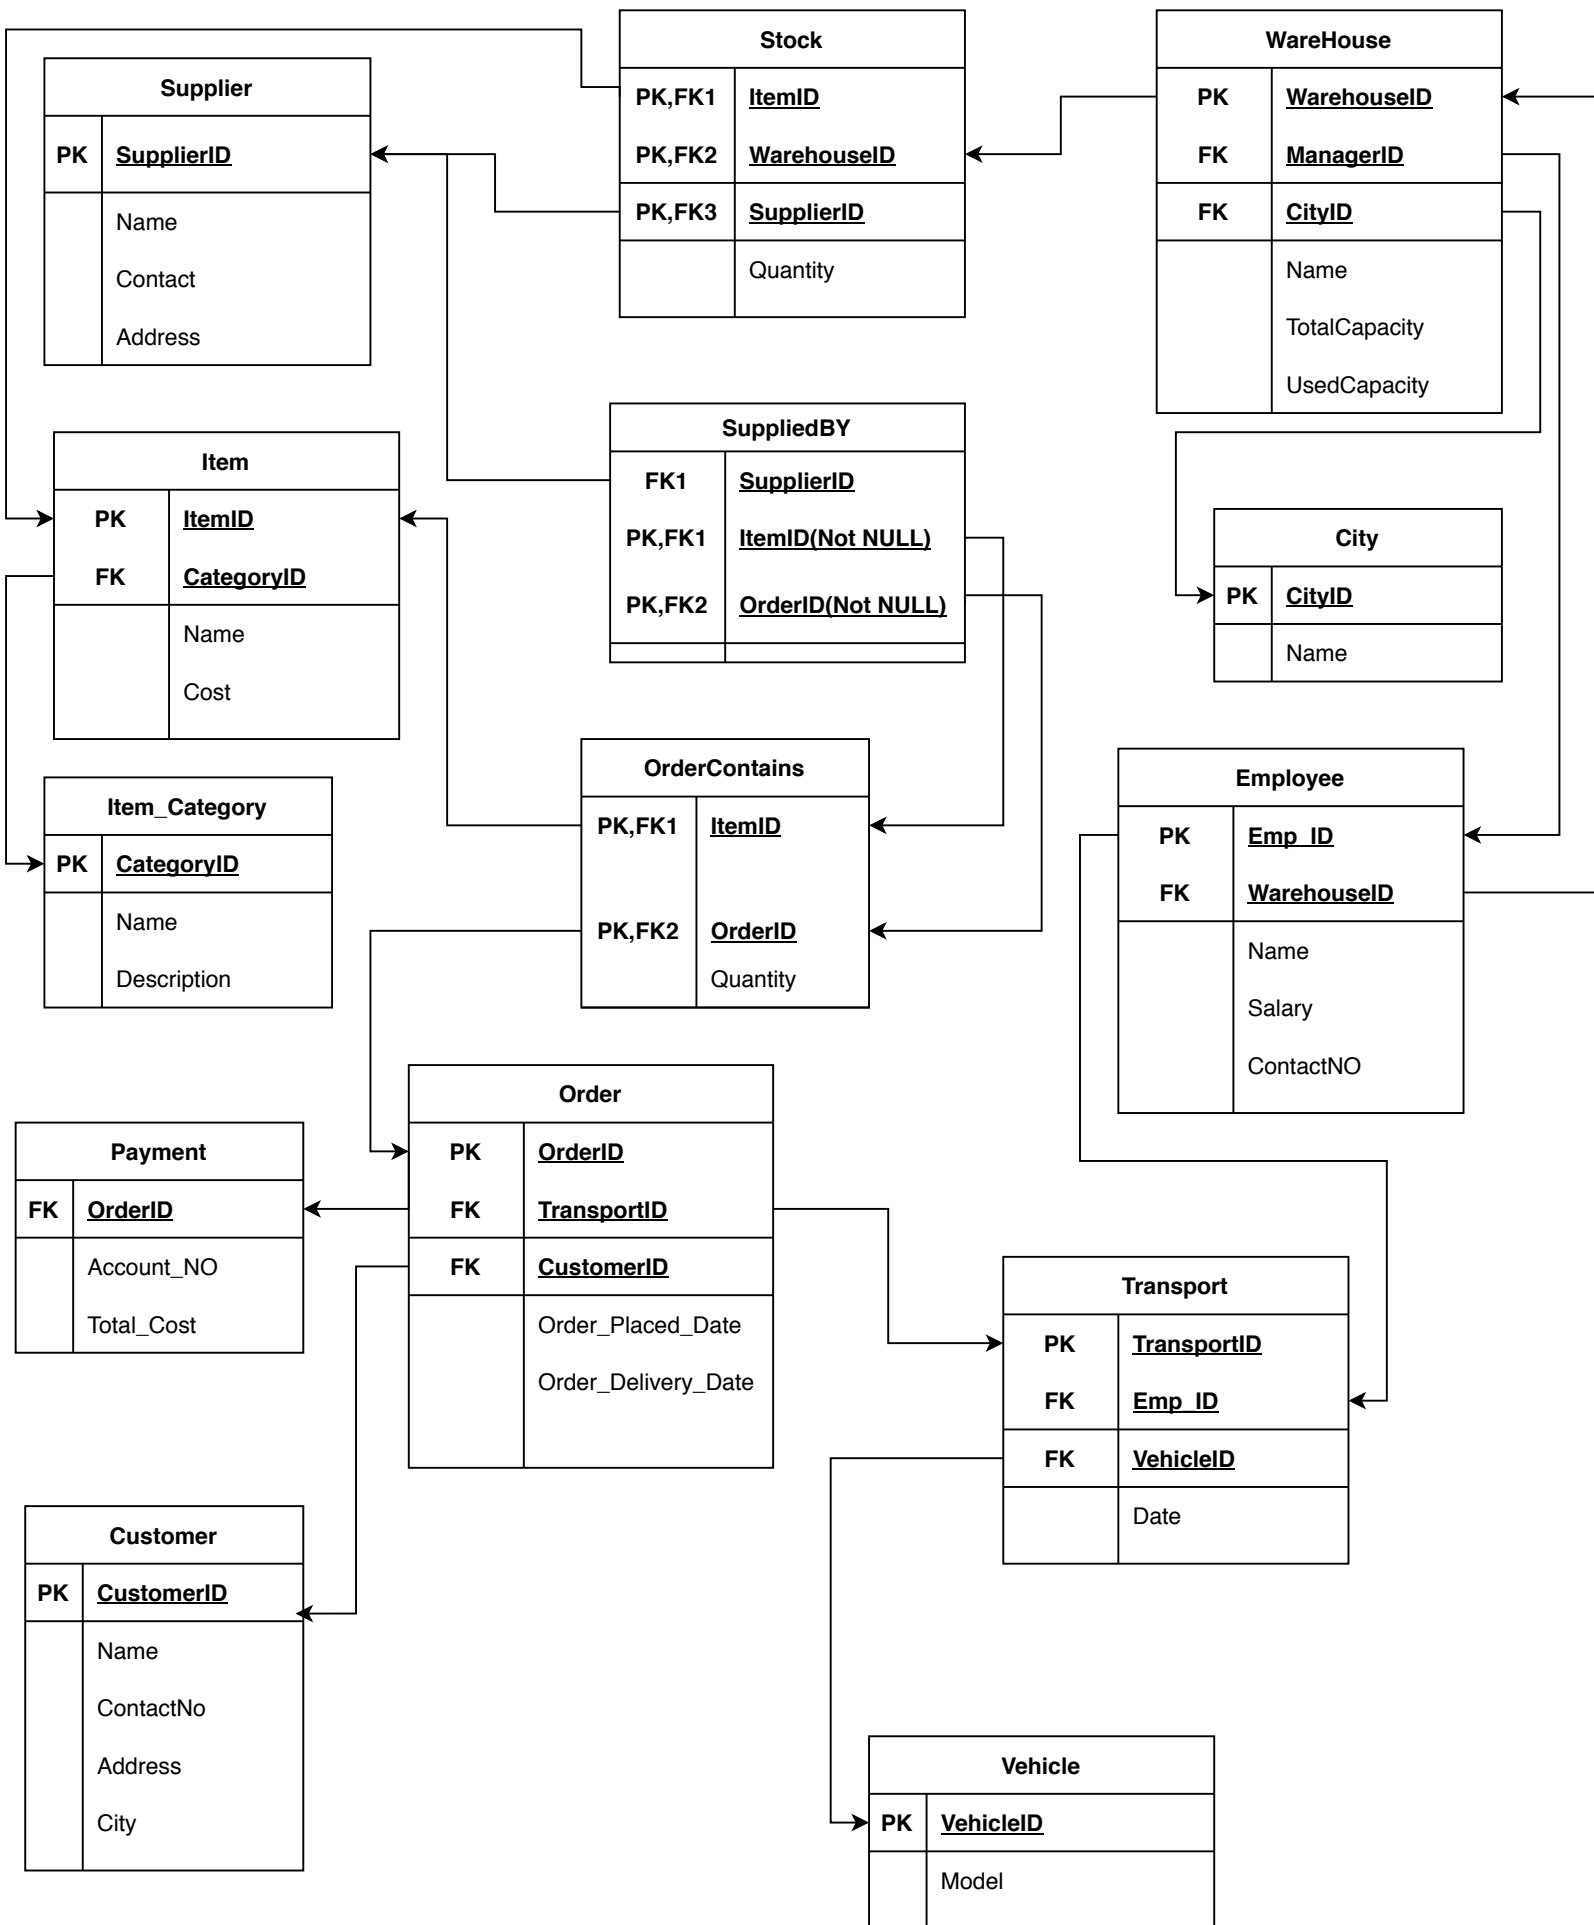 Stock
PK,FK1 ItemID
PK,FK2 WarehouseID
PK,FK3 SupplierID
Quantity
WareHouse
PK WarehouseID
FK ManagerID
FK CityID
Name
TotalCapacity
UsedCapacity
Supplier
PK SupplierID
Name
Contact
Address
SuppliedBY
FK1 SupplierID
PK,FK1 ItemID(Not NULL)
PK,FK2 OrderID(Not NULL)
Item
PK ItemID
FK CategoryID
Name
Cost
City
PK CityID
Name
OrderContains
PK,FK1 ItemID
PK,FK2 OrderID
Quantity
Employee
PK Emp_ID
FK WarehouseID
Name
Salary
ContactNO
Item_Category
PK CategoryID
Name
Description
Order
PK OrderID
FK TransportID
FK CustomerID
Order_Placed_Date
Order_Delivery_Date
Payment
FK OrderID
Account_NO
Total_Cost
Transport
PK TransportID
FK Emp_ID
FK VehicleID
Date
Customer
PK CustomerID
Name
ContactNo
Address
City
Vehicle
PK VehicleID
Model